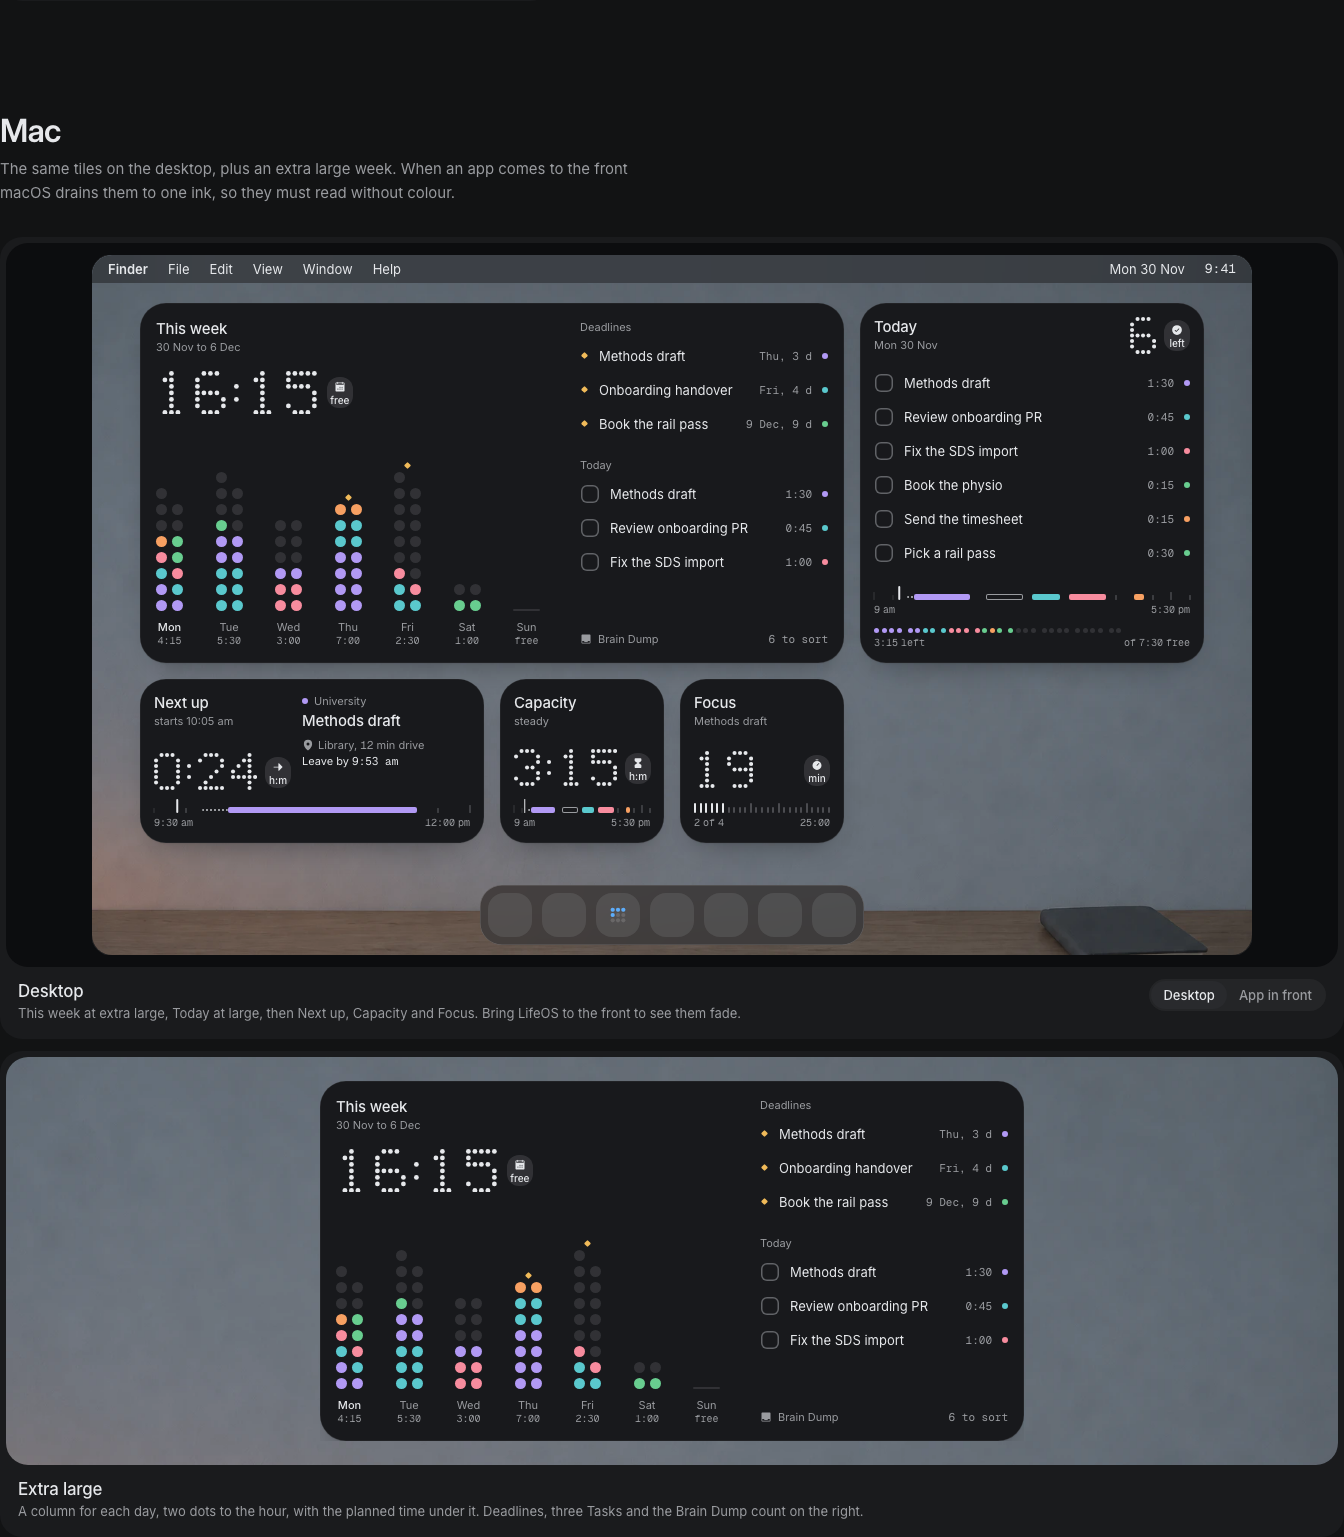 Mac
The same tiles on the desktop, plus an extra large week. When an app comes to the front
macOS drains them to one ink, so they must read without colour.
Finder File Edit View Window Help
Mon 30 Nov 9:41
This week
30 Nov to 6 Dec
16:15
free
Mon Tue Wed Thu Fri Sat Sun
4:15 5:30 3:00 7:00 2:30 1:00 free
Deadlines
Methods draft Thu, 3 d
Onboarding handover Fri, 4 d
Book the rail pass 9 Dec, 9 d
Today
Methods draft 1:30
Review onboarding PR 0:45
Fix the SDS import 1:00
Brain Dump 6 to sort
Today
Mon 30 Nov
6
left
Methods draft 1:30
Review onboarding PR 0:45
Fix the SDS import 1:00
Book the physio 0:15
Send the timesheet 0:15
Pick a rail pass 0:30
9 am 5:30 pm
3:15 left of 7:30 free
Next up
starts 10:05 am
0:24
h:m
University
Methods draft
Library, 12 min drive
Leave by 9:53 am
9:30 am 12:00 pm
Capacity
steady
3:15
h:m
9 am 5:30 pm
Focus
Methods draft
19
min
2 of 4 25:00
Desktop
This week at extra large, Today at large, then Next up, Capacity and Focus. Bring LifeOS to the front to see them fade.
Desktop App in front
This week
30 Nov to 6 Dec
16:15
free
Mon Tue Wed Thu Fri Sat Sun
4:15 5:30 3:00 7:00 2:30 1:00 free
Deadlines
Methods draft Thu, 3 d
Onboarding handover Fri, 4 d
Book the rail pass 9 Dec, 9 d
Today
Methods draft 1:30
Review onboarding PR 0:45
Fix the SDS import 1:00
Brain Dump 6 to sort
Extra large
A column for each day, two dots to the hour, with the planned time under it. Deadlines, three Tasks and the Brain Dump count on the right.